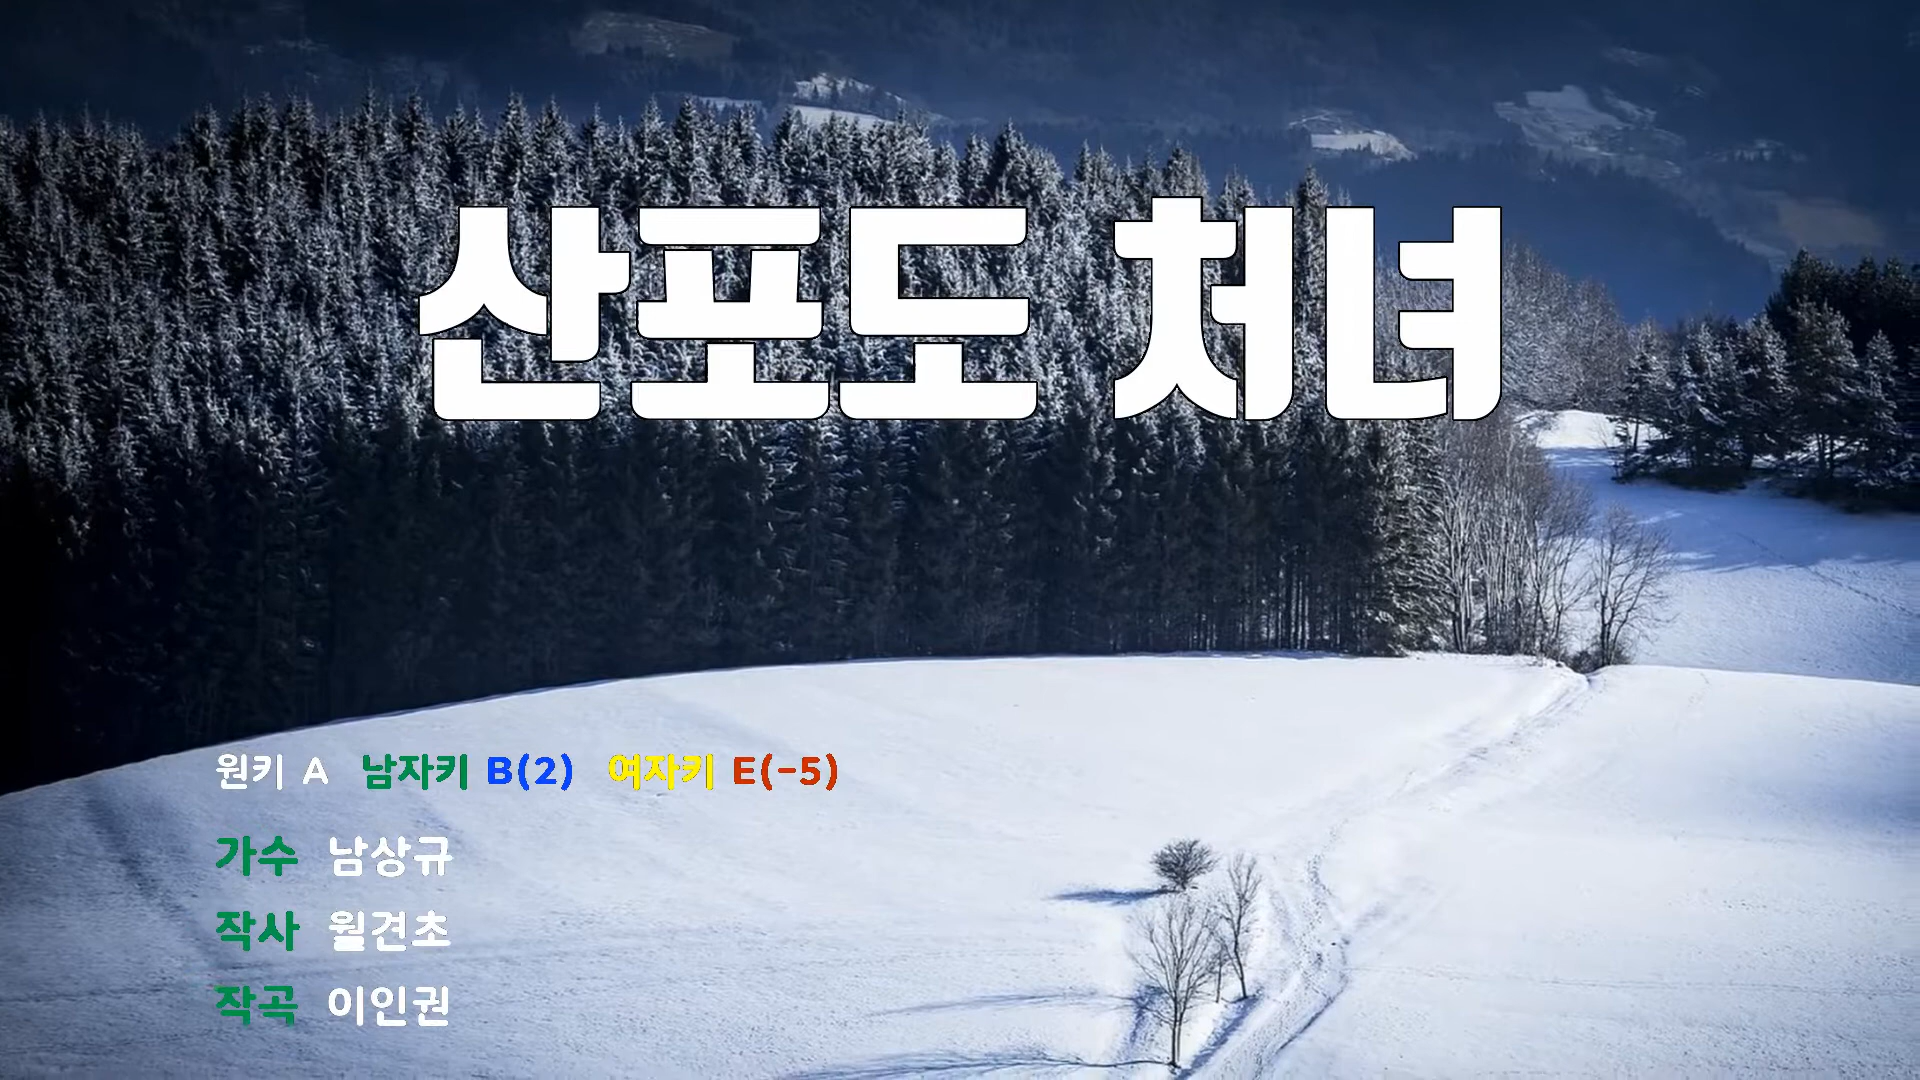 산포도 처녀
원키 A 남자키 B(2) 여자키 E(-5)
가수 남상규
작사 월견초
작곡 이인권